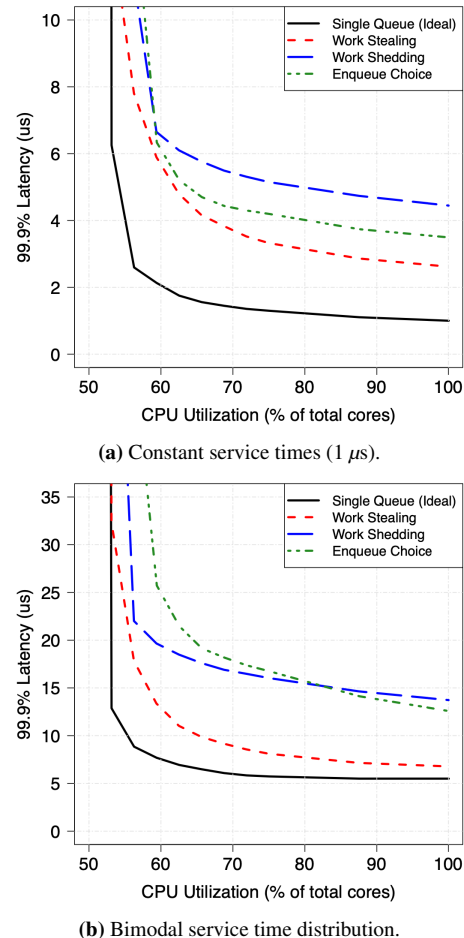 10
8
6
4
2
0
99.9% Latency (us)
Single Queue (Ideal)
Work Stealing
Work Shedding
Enqueue Choice
50 60 70 80 90 100
CPU Utilization (% of total cores)
(a) Constant service times (1 μs).
35
30
25
20
15
10
5
0
99.9% Latency (us)
Single Queue (Ideal)
Work Stealing
Work Shedding
Enqueue Choice
50 60 70 80 90 100
CPU Utilization (% of total cores)
(b) Bimodal service time distribution.